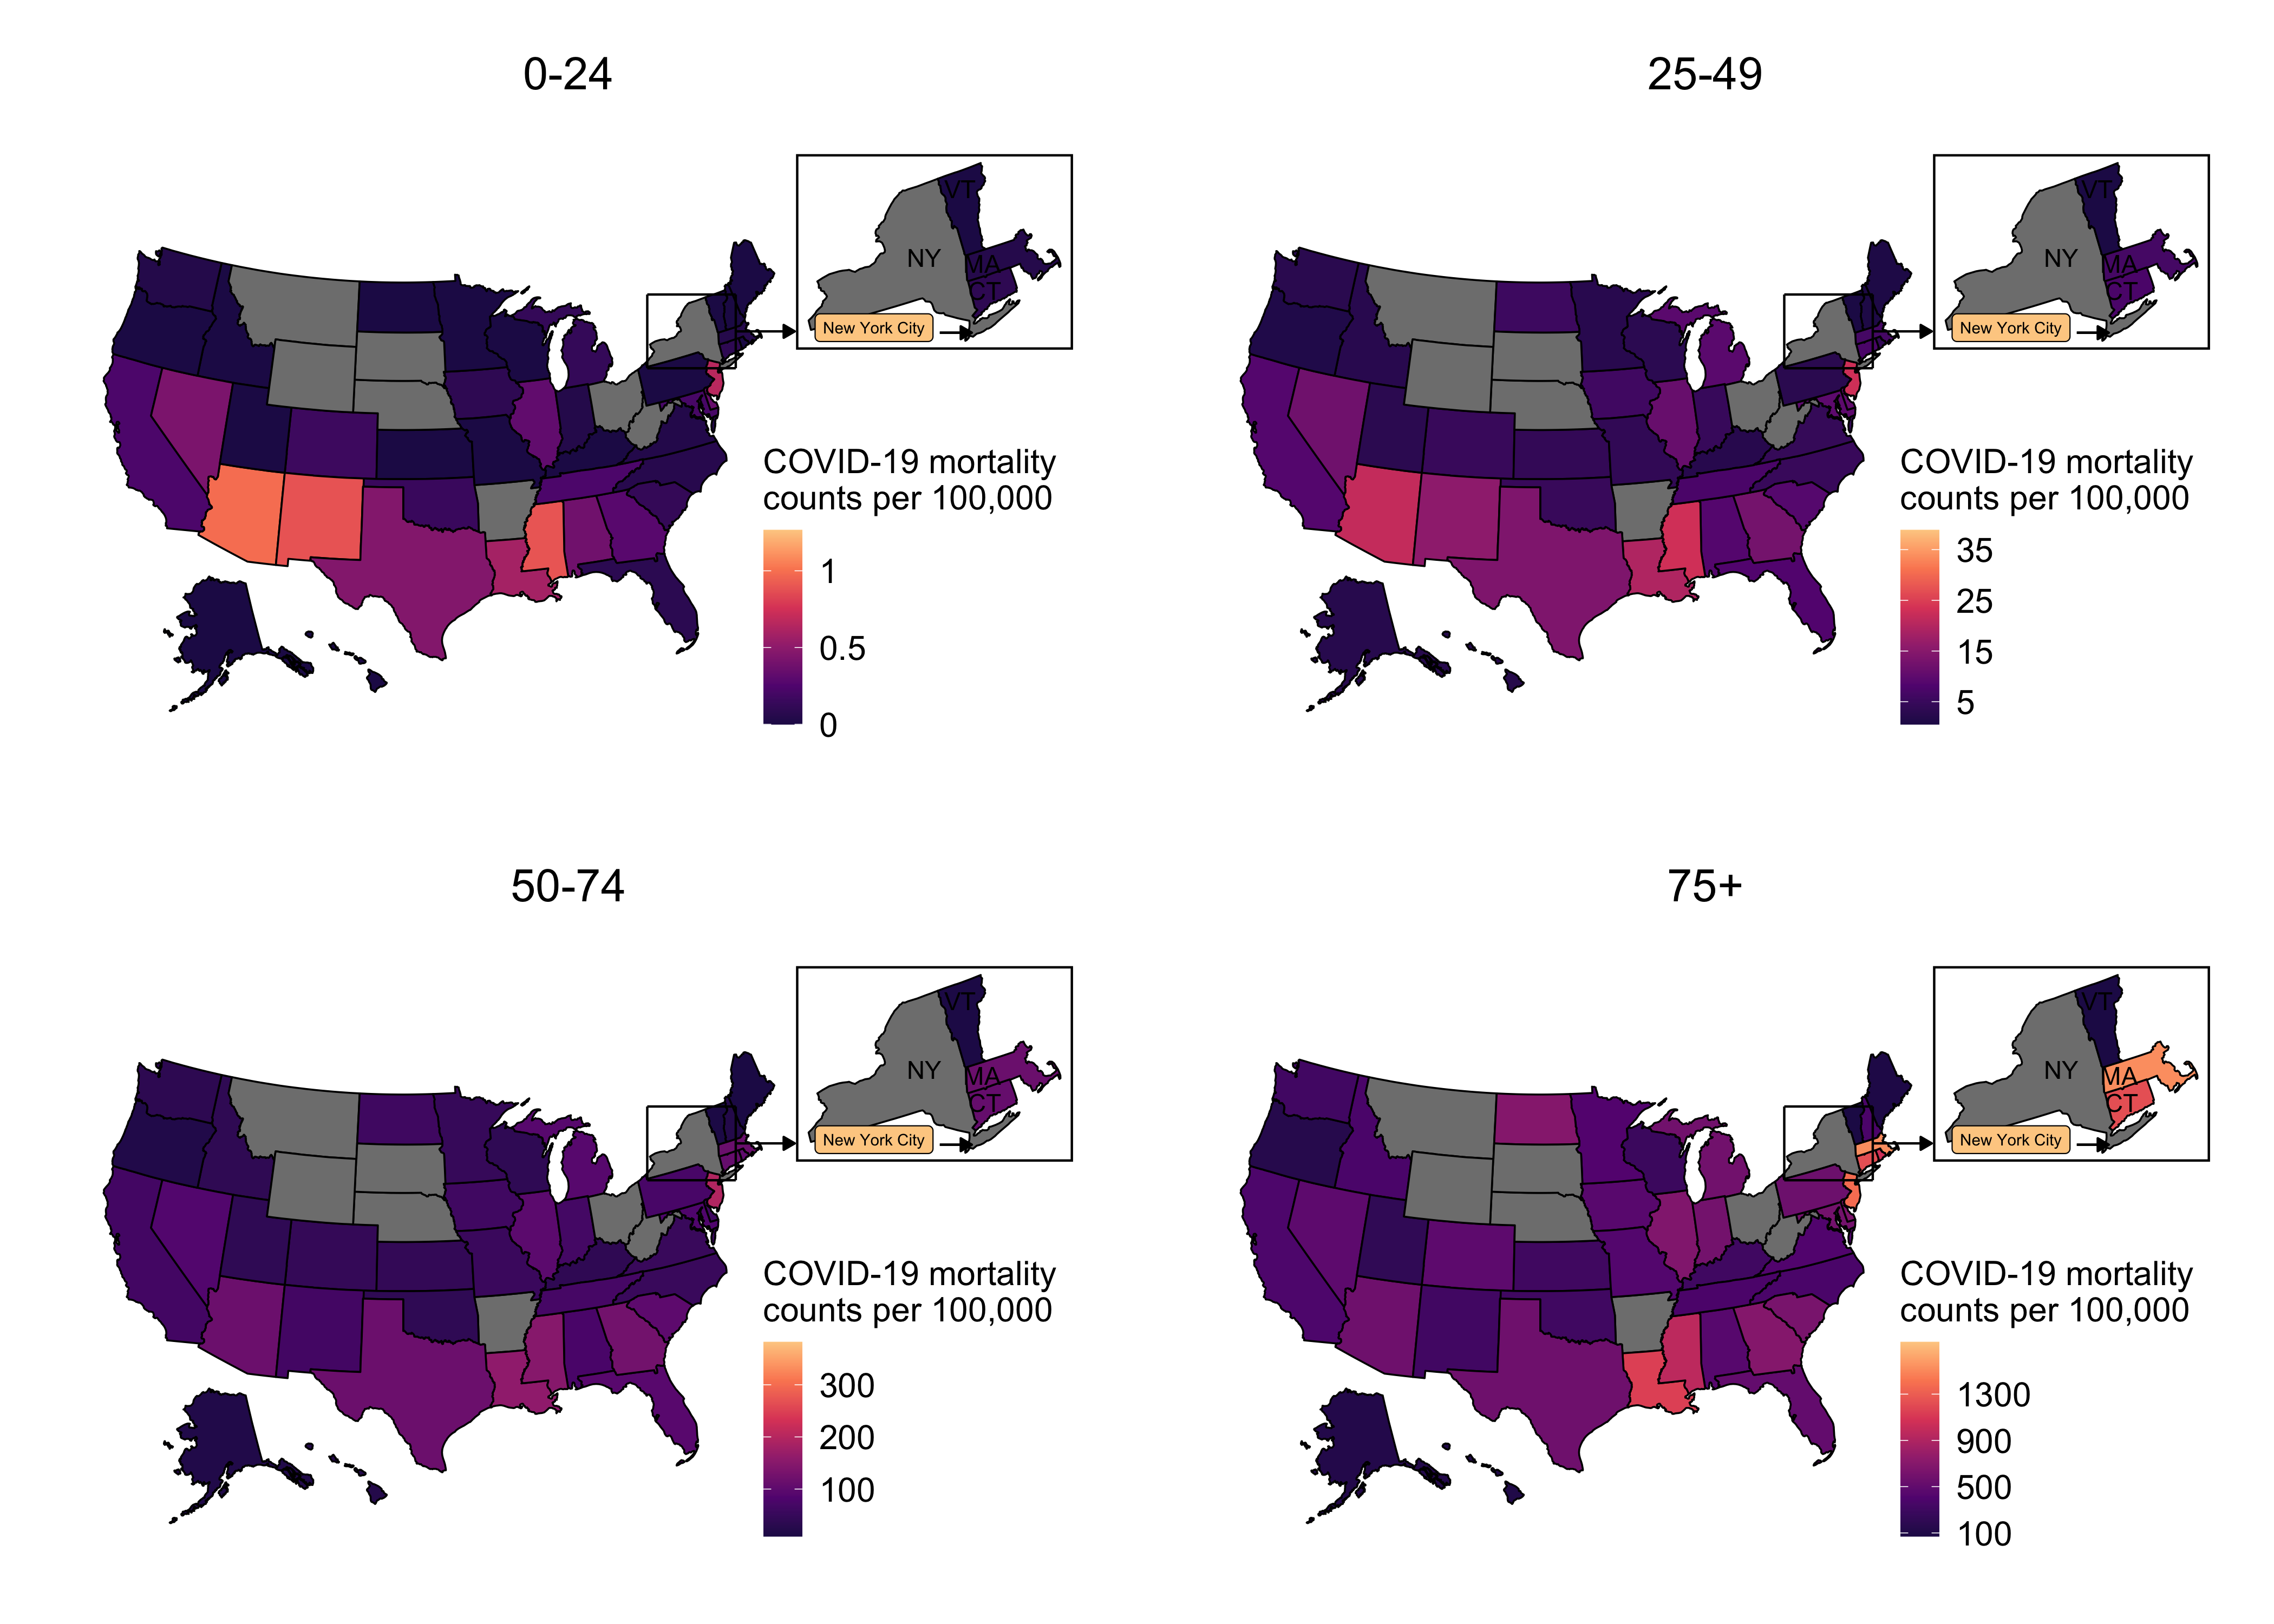 0-24
VT
NY
MA
CT
New York City
COVID-19 mortality
counts per 100,000
1
0.5
0
25-49
VT
NY
MA
CT
New York City
COVID-19 mortality
counts per 100,000
35
25
15
5
50-74
VT
NY
MA
CT
New York City
COVID-19 mortality
counts per 100,000
300
200
100
75+
VT
NY
MA
CT
New York City
COVID-19 mortality
counts per 100,000
1300
900
500
100